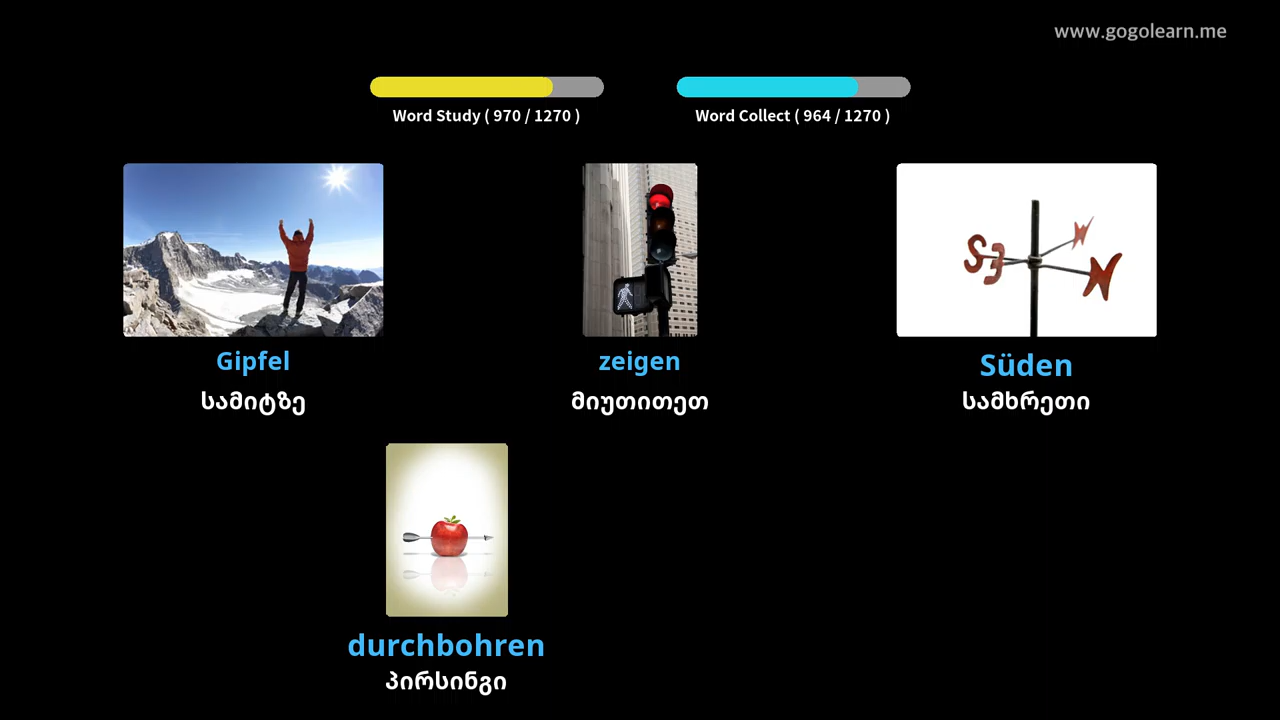 www.gogolearn.me
Word Study ( 970 / 1270 )
Word Collect ( 964 / 1270 )
Gipfel
სამიტზე
zeigen
მიუთითეთ
Süden
სამხრეთი
durchbohren
პირსინგი